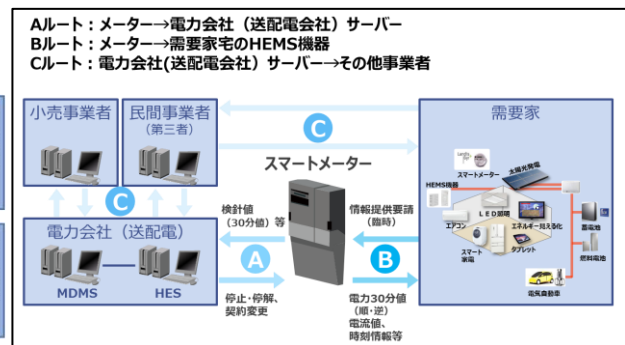 Aルート：メーター→電力会社（送配電会社）サーバー
Bルート：メーター→需要家宅のHEMS機器
Cルート：電力会社(送配電会社）サーバー→その他事業者
小売事業者
民間事業者
（第三者）
C
需要家
スマートメーター
スマートメーター
太陽光発電
HEMS機器
LED照明
エアコン
エネルギー見える化
スマート
家電
タブレット
蓄電池
燃料電池
電気自動車
C
電力会社（送配電）
MDMS
HES
検針値
（30分値）等
A
停止・停解、
契約変更
情報提供要請
（臨時）
B
電力30分値
（順・逆）
電流値、
時刻情報等